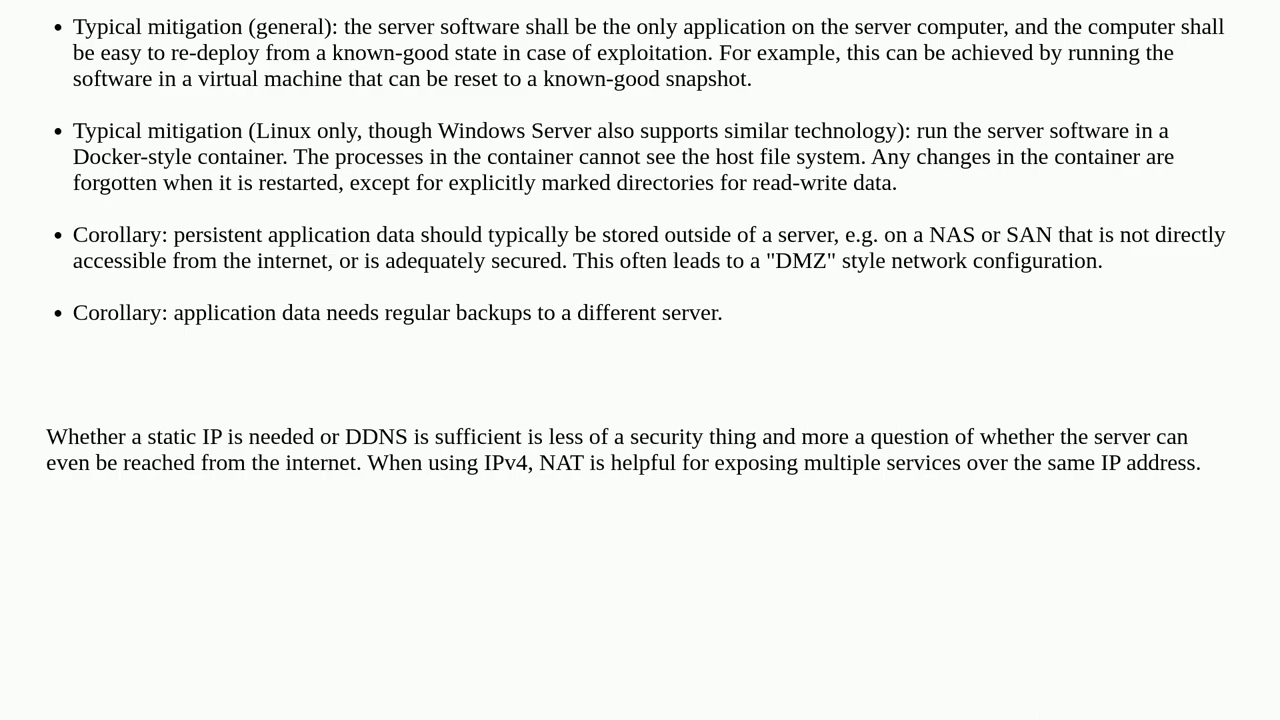 • Typical mitigation (general): the server software shall be the only application on the server computer, and the computer shall
be easy to re-deploy from a known-good state in case of exploitation. For example, this can be achieved by running the
software in a virtual machine that can be reset to a known-good snapshot.
• Typical mitigation (Linux only, though Windows Server also supports similar technology): run the server software in a
Docker-style container. The processes in the container cannot see the host file system. Any changes in the container are
forgotten when it is restarted, except for explicitly marked directories for read-write data.
• Corollary: persistent application data should typically be stored outside of a server, e.g. on a NAS or SAN that is not directly
accessible from the internet, or is adequately secured. This often leads to a "DMZ" style network configuration.
• Corollary: application data needs regular backups to a different server.
Whether a static IP is needed or DDNS is sufficient is less of a security thing and more a question of whether the server can
even be reached from the internet. When using IPv4, NAT is helpful for exposing multiple services over the same IP address.